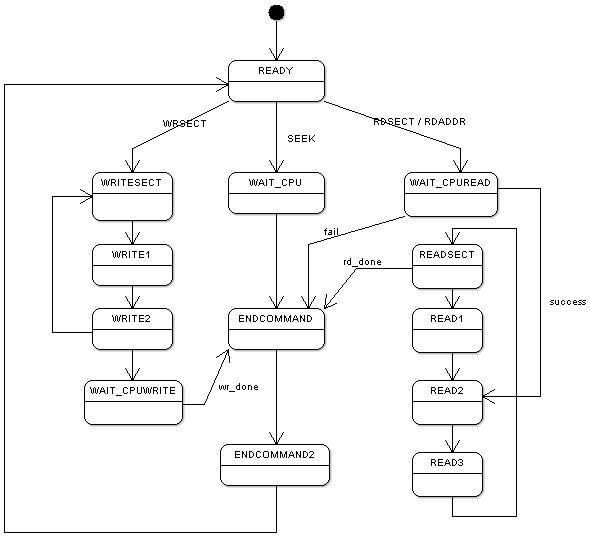 READY
WRSECT
RDSECT / RDADDR
SEEK
WRITESECT
WAIT_CPU
WAIT_CPUREAD
fail
WRITE1
READSECT
rd_done
success
WRITE2
ENDCOMMAND
READ1
WAIT_CPUWRITE
wr_done
READ2
ENDCOMMAND2
READ3